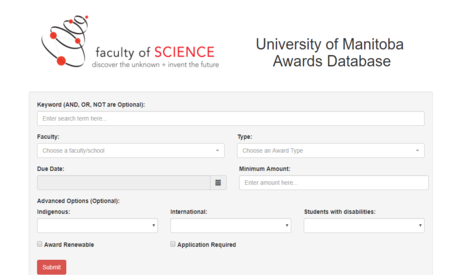 faculty of SCIENCE
discover the unknown + invent the future
University of Manitoba
Awards Database
Keyword (AND, OR, NOT are Optional):
Enter search term here...
Faculty: Type:
Choose a faculty/school Choose an Award Type
Due Date: Minimum Amount:
Enter amount here...
Advanced Options (Optional):
Indigenous: International: Students with disabilities:
Award Renewable Application Required
Submit